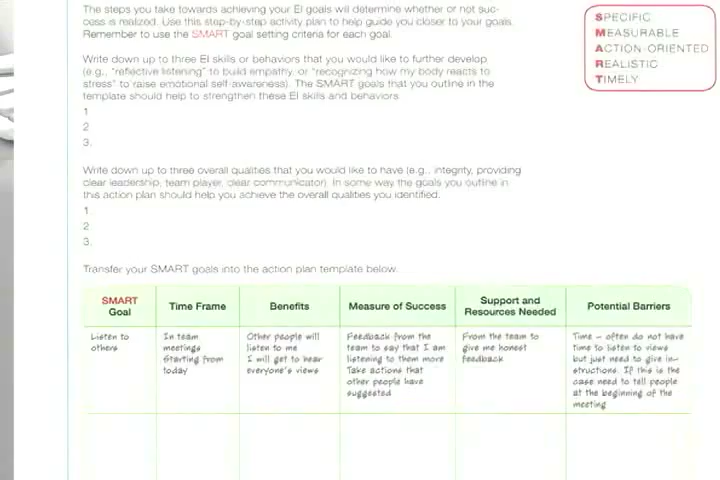 The steps you take towards achieving your EI goals will determine whether or not suc-
cess is realized. Use this step-by-step activity plan to help guide you closer to your goals.
Remember to use the SMART goal setting criteria for each goal.
SPECIFIC
MEASURABLE
ACTION-ORIENTED
REALISTIC
TIMELY
Write down up to three EI skills or behaviors that you would like to further develop
(e.g., “reflective listening” to build empathy, or “recognizing how my body reacts to
stress” to raise emotional self-awareness). The SMART goals that you outline in the
template should help to strengthen these EI skills and behaviors.
1
2
3.
Write down up to three overall qualities that you would like to have (e.g., integrity, providing
clear leadership, team player, clear communicator). In some way the goals you outline in
this action plan should help you achieve the overall qualities you identified.
1.
2
3.
Transfer your SMART goals into the action plan template below.
SMART
Goal
Time Frame
Benefits
Measure of Success
Support and
Resources Needed
Potential Barriers
Listen to
others
In team
meetings
Starting from
today
Other people will
listen to me
I will get to hear
everyone's views
Feedback from the
team to say that I am
listening to them more
Take actions that
other people have
suggested
From the team to
give me honest
feedback
Time – often do not have
time to listen to views
but just need to give in-
structions. If this is the
case need to tell people
at the beginning of the
meeting